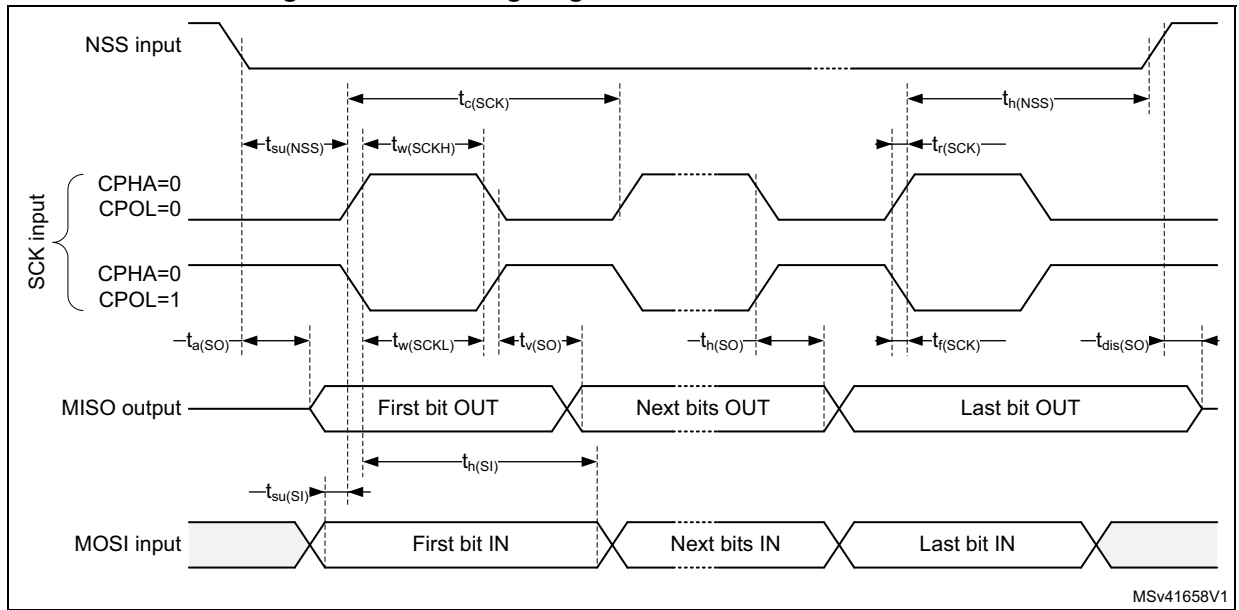 NSS input
tc(SCK)
th(NSS)
tsu(NSS)
tw(SCKH)
tr(SCK)
SCK input
CPHA=0
CPOL=0
CPHA=0
CPOL=1
ta(SO)
tw(SCKL)
tv(SO)
th(SO)
tf(SCK)
tdis(SO)
MISO output
First bit OUT
Next bits OUT
Last bit OUT
th(SI)
tsu(SI)
MOSI input
First bit IN
Next bits IN
Last bit IN
MSv41658V1